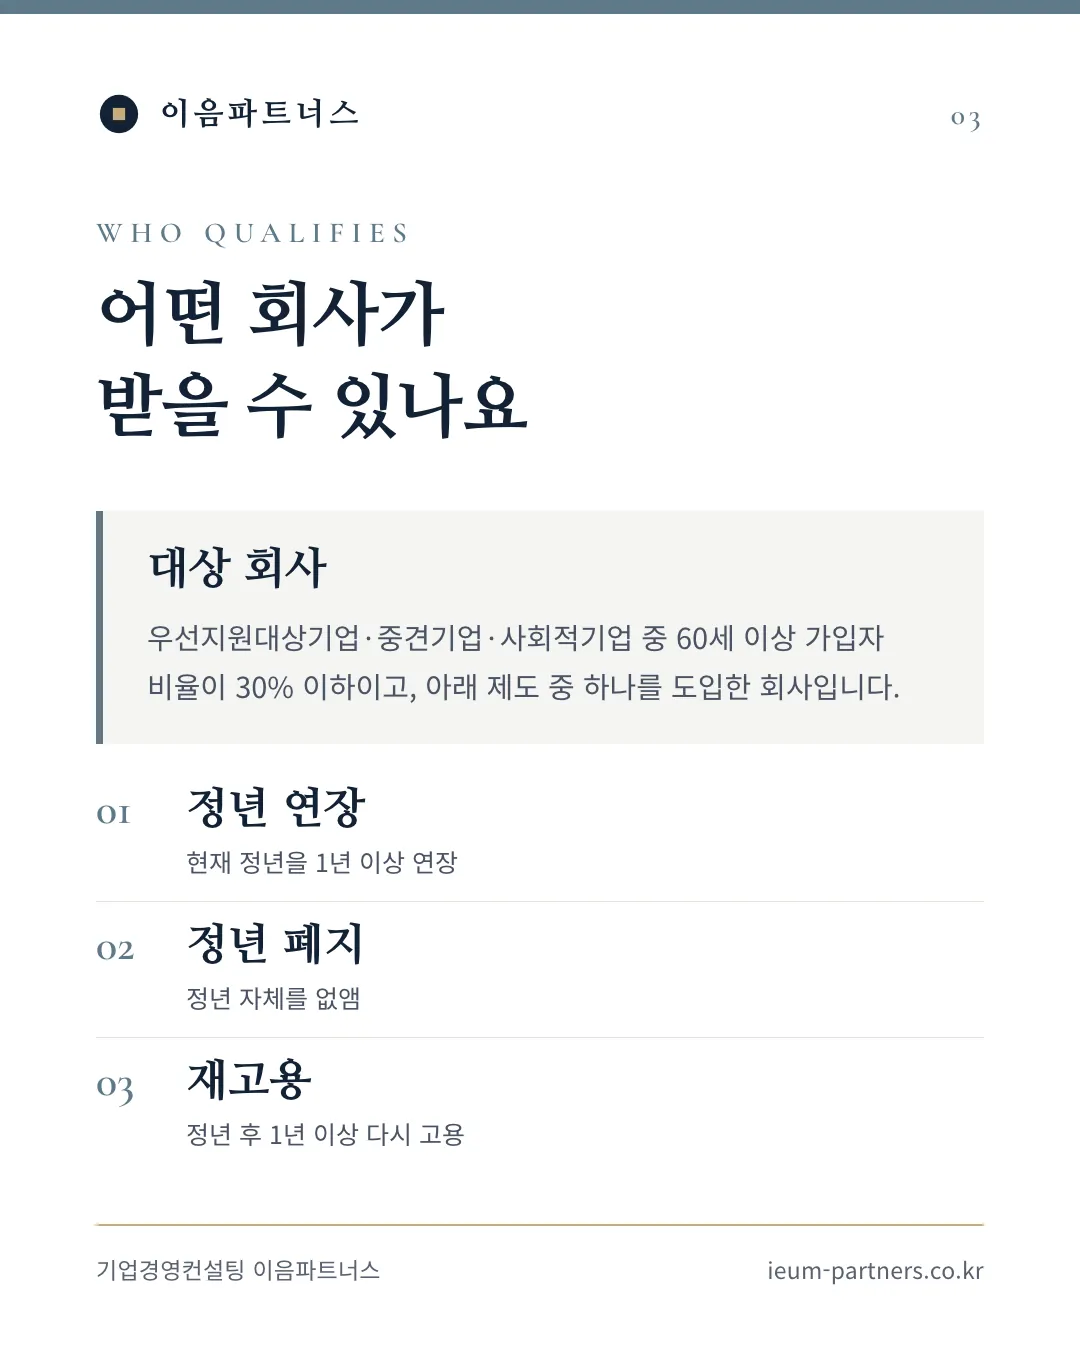 이음파트너스
03
WHO QUALIFIES
어떤 회사가
받을 수 있나요
대상 회사
우선지원대상기업·중견기업·사회적기업 중 60세 이상 가입자
비율이 30% 이하이고, 아래 제도 중 하나를 도입한 회사입니다.
01 정년 연장
현재 정년을 1년 이상 연장
02 정년 폐지
정년 자체를 없앰
03 재고용
정년 후 1년 이상 다시 고용
기업경영컨설팅 이음파트너스
ieum-partners.co.kr